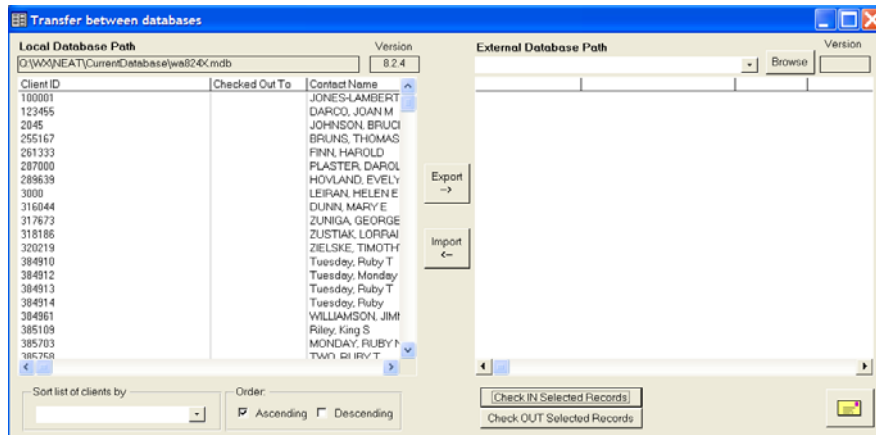 Transfer between databases
Local Database Path Version
O:\WX\NEAT\CurrentDatabase\wa824X.mdb 8.2.4
External Database Path Version
Browse
Client ID Checked Out To Contact Name
100001 JONES-LAMBERT
123455 DARCO, JOAN M
2045 JOHNSON, BRUCI
255167 BRUNS, THOMAS
261333 FINN, HAROLD
287000 PLASTER, DAROL
289639 HOVLAND, EVELY
3000 LEIRAN, HELEN E
316044 DUNN, MARY E
317673 ZUNIGA, GEORGE
318186 ZUSTIAK, LORRAI
320219 ZIELSKE, TIMOTH
384910 Tuesday, Ruby T
384912 Tuesday, Monday
384913 Tuesday, Ruby T
384914 Tuesday, Ruby
384961 WILLIAMSON, JIM
385109 Riley, King S
385703 MONDAY, RUBY
385758 TWO, RUBY T
Export
-->
Import
<--
Sort list of clients by
Order:
Ascending Descending
Check IN Selected Records
Check OUT Selected Records